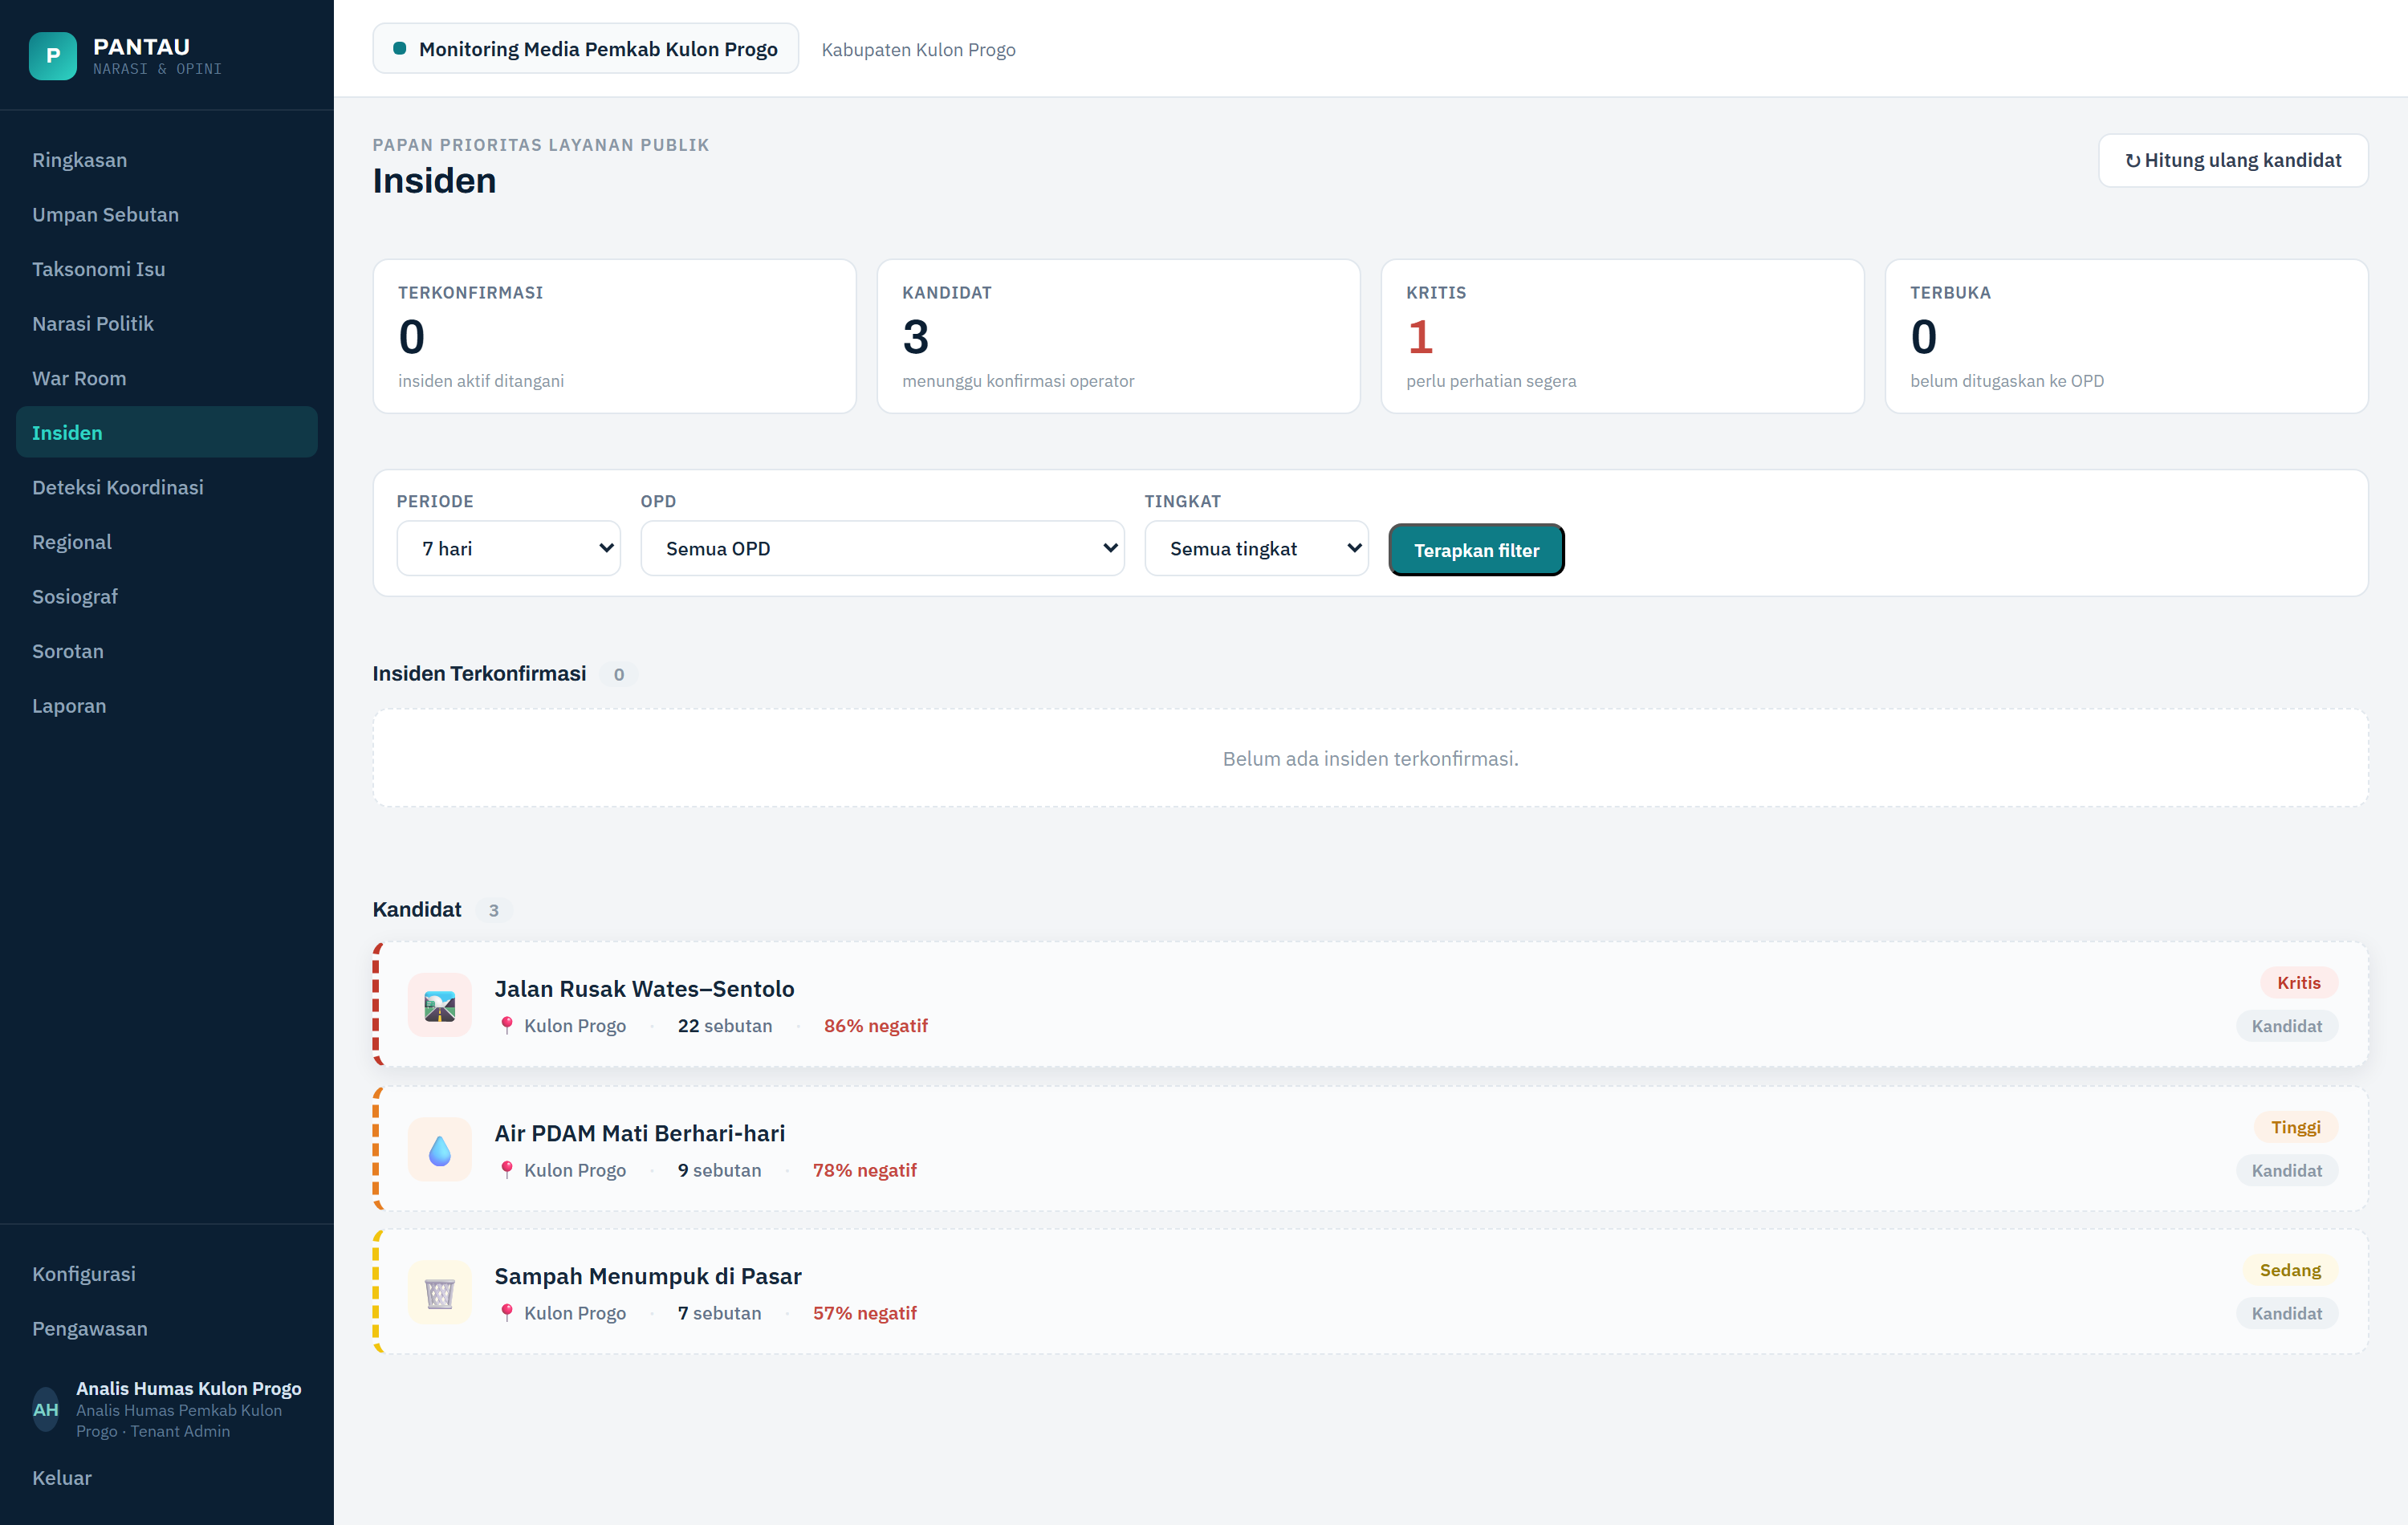 P
PANTAU
NARASI & OPINI
Ringkasan
Umpan Sebutan
Taksonomi Isu
Narasi Politik
War Room
Insiden
Deteksi Koordinasi
Regional
Sosiograf
Sorotan
Laporan
Konfigurasi
Pengawasan
AH
Analis Humas Kulon Progo
Analis Humas Pemkab Kulon
Progo · Tenant Admin
Keluar
Monitoring Media Pemkab Kulon Progo
Kabupaten Kulon Progo
PAPAN PRIORITAS LAYANAN PUBLIK
Insiden
↻ Hitung ulang kandidat
TERKONFIRMASI
0
insiden aktif ditangani
KANDIDAT
3
menunggu konfirmasi operator
KRITIS
1
perlu perhatian segera
TERBUKA
0
belum ditugaskan ke OPD
PERIODE
7 hari
OPD
Semua OPD
TINGKAT
Semua tingkat
Terapkan filter
Insiden Terkonfirmasi 0
Belum ada insiden terkonfirmasi.
Kandidat 3
Jalan Rusak Wates–Sentolo
Kulon Progo · 22 sebutan · 86% negatif
Kritis
Kandidat
Air PDAM Mati Berhari-hari
Kulon Progo · 9 sebutan · 78% negatif
Tinggi
Kandidat
Sampah Menumpuk di Pasar
Kulon Progo · 7 sebutan · 57% negatif
Sedang
Kandidat